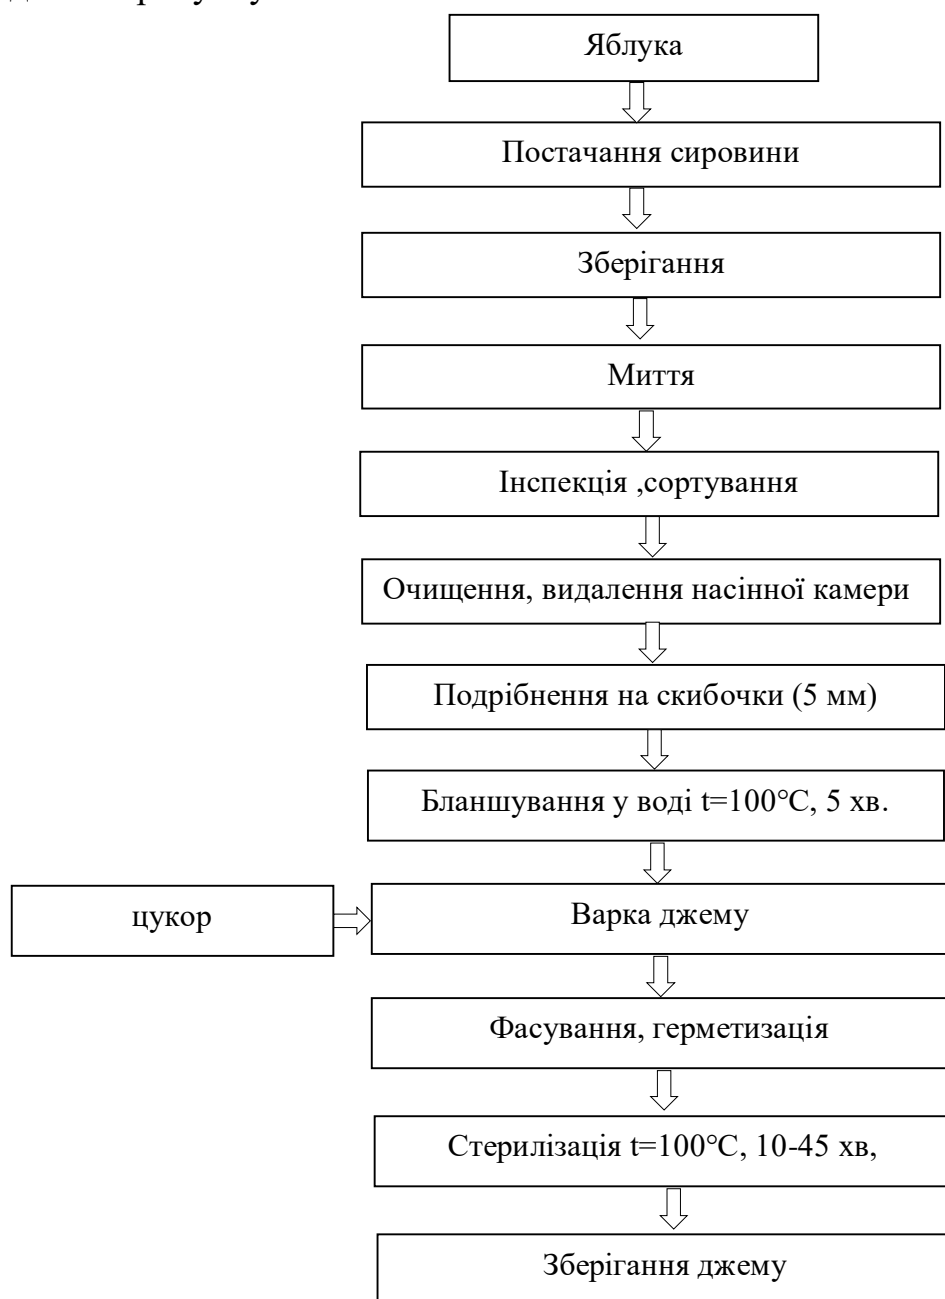 Яблука
Постачання сировини
Зберігання
Миття
Інспекція ,сортування
Очищення, видалення насінної камери
Подрібнення на скибочки (5 мм)
Бланшування у воді t=100°C, 5 хв.
цукор
Варка джему
Фасування, герметизація
Стерилізація t=100°C, 10-45 хв,
Зберігання джему